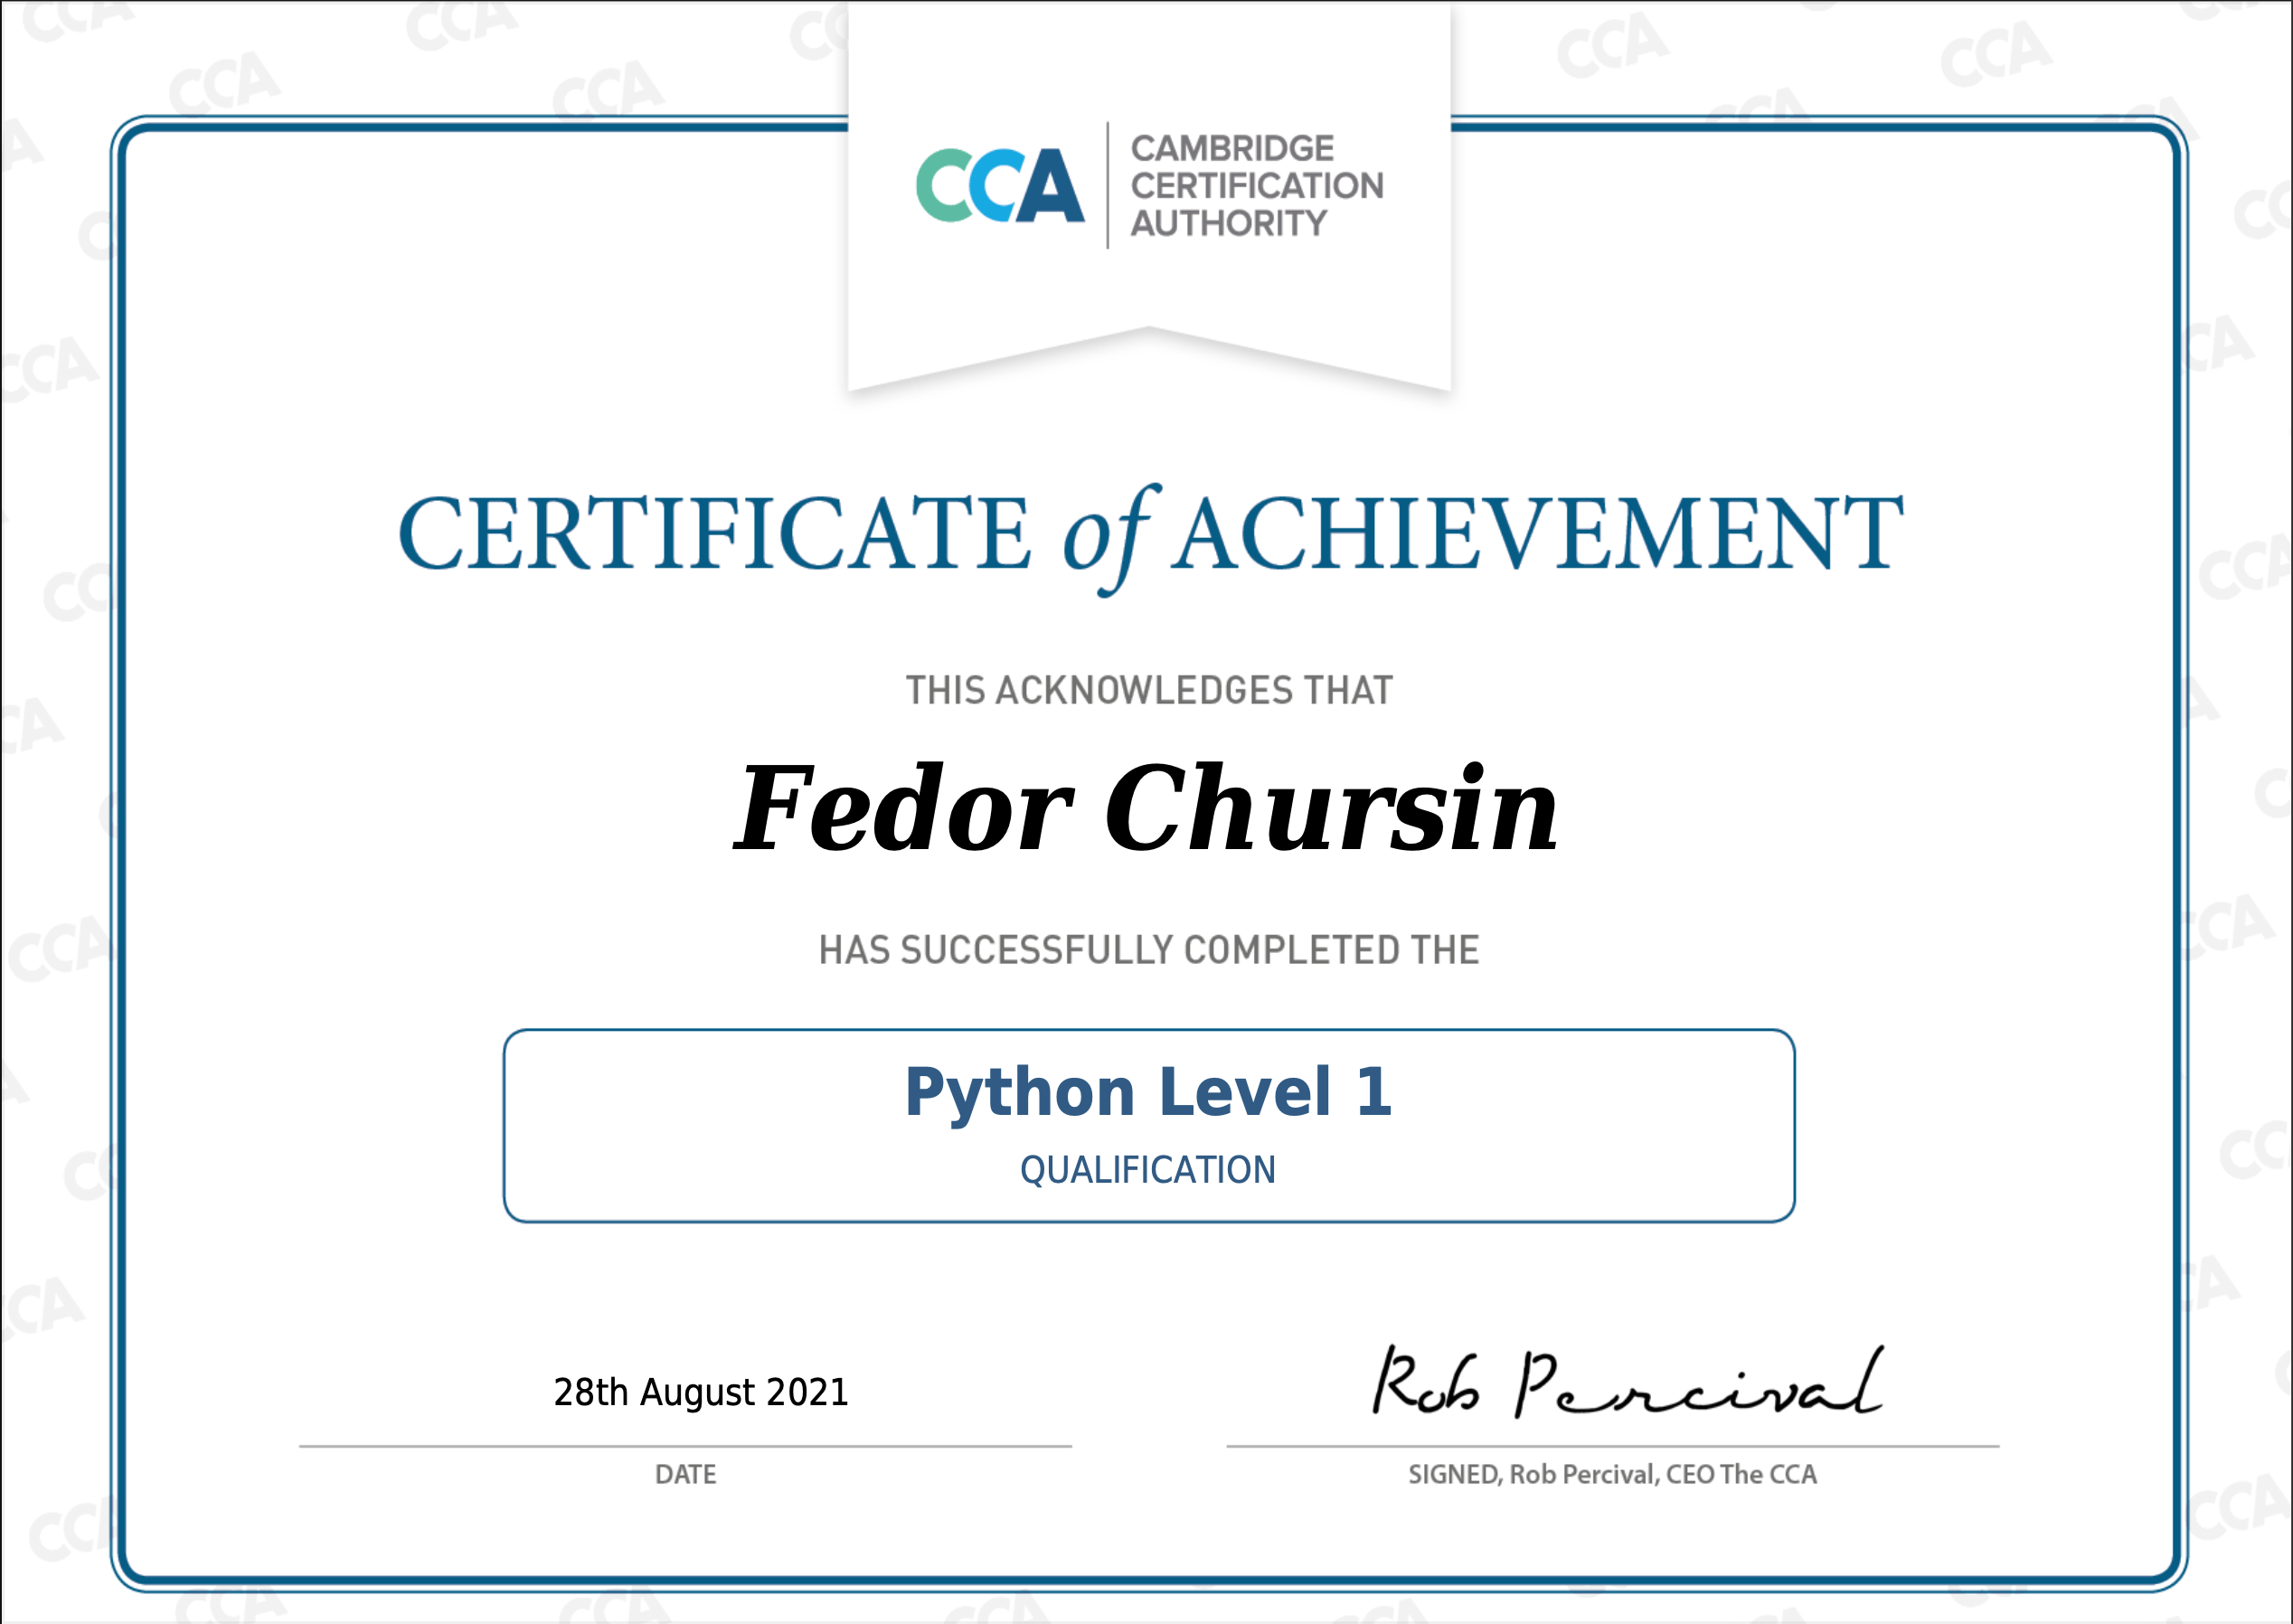 CCA
CAMBRIDGE
CERTIFICATION
AUTHORITY
CERTIFICATE of ACHIEVEMENT
THIS ACKNOWLEDGES THAT
Fedor Chursin
HAS SUCCESSFULLY COMPLETED THE
Python Level 1
QUALIFICATION
28th August 2021
Rob Percival
DATE
SIGNED, Rob Percival, CEO The CCA